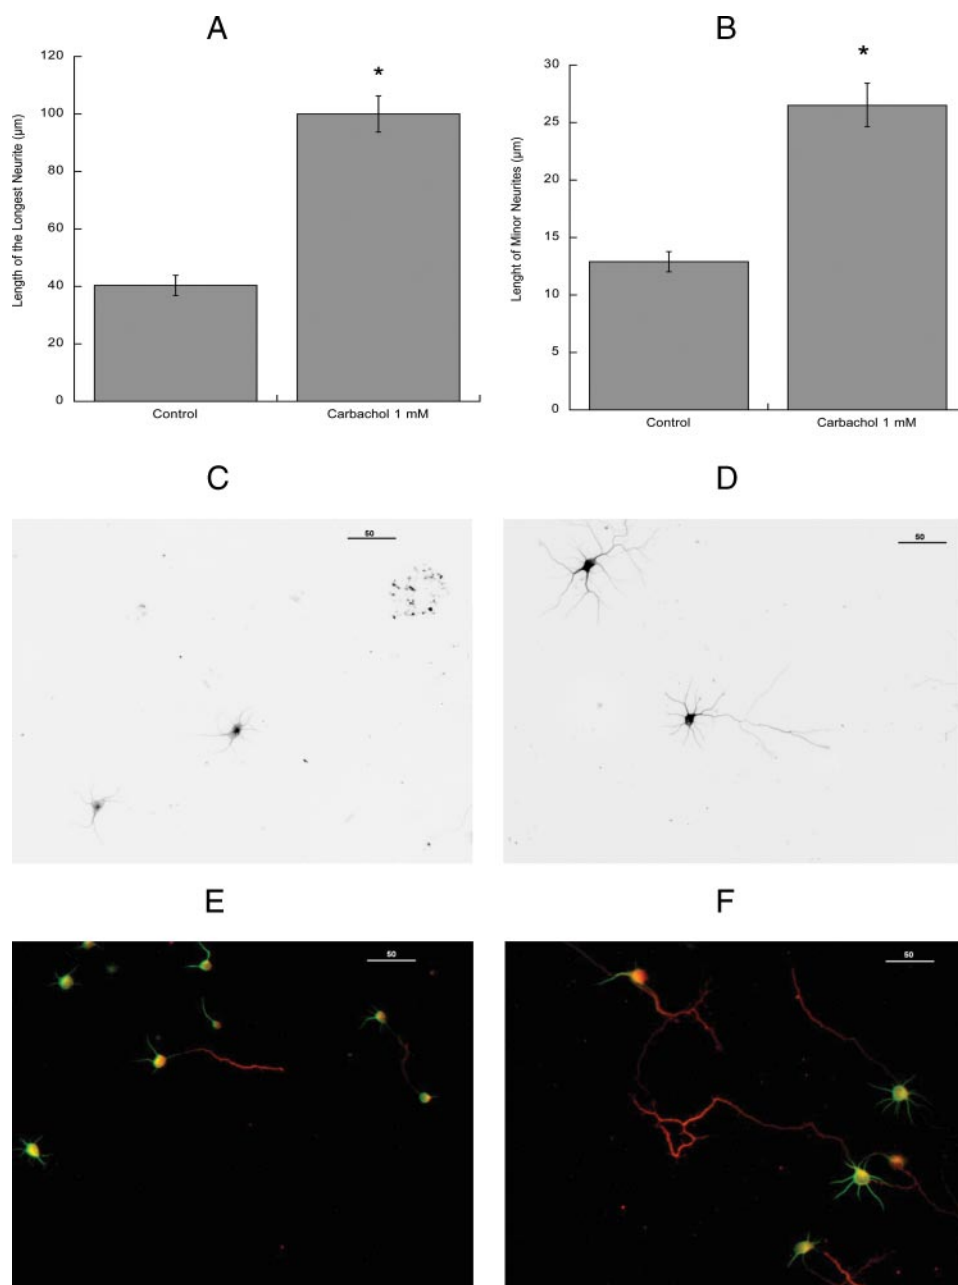 A
B
Length of the Longest Neurite (μm)
120
100
80
60
40
20
0
*
Control
Carbachol 1 mM
Lenght of Minor Neurites (μm)
30
25
20
15
10
5
0
*
Control
Carbachol 1 mM
C
D
50
50
E
F
50
50